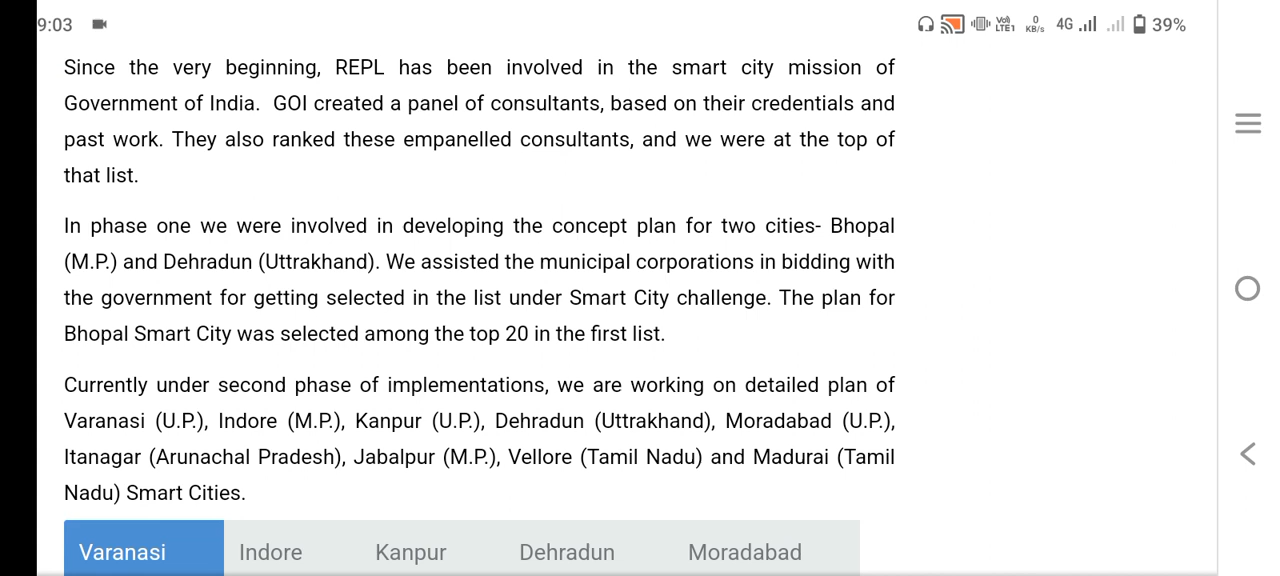 9:03
Vo) LTE1 0 KB/s 4G 39%
Since the very beginning, REPL has been involved in the smart city mission of
Government of India. GOI created a panel of consultants, based on their credentials and
past work. They also ranked these empanelled consultants, and we were at the top of
that list.
In phase one we were involved in developing the concept plan for two cities- Bhopal
(M.P.) and Dehradun (Uttrakhand). We assisted the municipal corporations in bidding with
the government for getting selected in the list under Smart City challenge. The plan for
Bhopal Smart City was selected among the top 20 in the first list.
Currently under second phase of implementations, we are working on detailed plan of
Varanasi (U.P.), Indore (M.P.), Kanpur (U.P.), Dehradun (Uttrakhand), Moradabad (U.P.),
Itanagar (Arunachal Pradesh), Jabalpur (M.P.), Vellore (Tamil Nadu) and Madurai (Tamil
Nadu) Smart Cities.
Varanasi Indore Kanpur Dehradun Moradabad